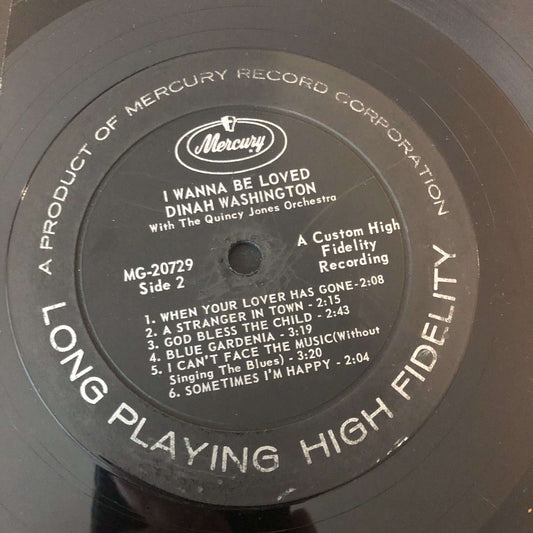 A PRODUCT OF MERCURY RECORD CORPORATION
Mercury
I WANNA BE LOVED
DINAH WASHINGTON
With The Quincy Jones Orchestra
MG-20729
Side 2
A Custom High
Fidelity
Recording
1. WHEN YOUR LOVER HAS GONE-2:08
2. A STRANGER IN TOWN - 2:15
3. GOD BLESS THE CHILD - 2:43
4. BLUE GARDENIA - 3:19
5. I CAN'T FACE THE MUSIC(Without
Singing The Blues) - 3:20
6. SOMETIMES I'M HAPPY - 2:04
LONG PLAYING HIGH FIDELITY